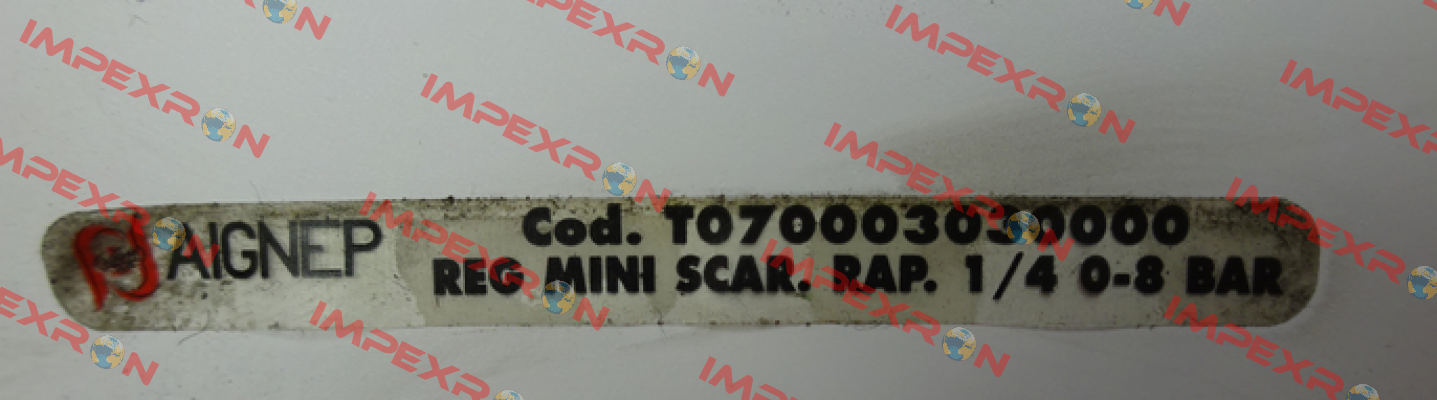 AIGNEP
Cod. T070003030000
REG MINI SCAR. RAP. 1/4 0-8 BAR
IMPEXRON